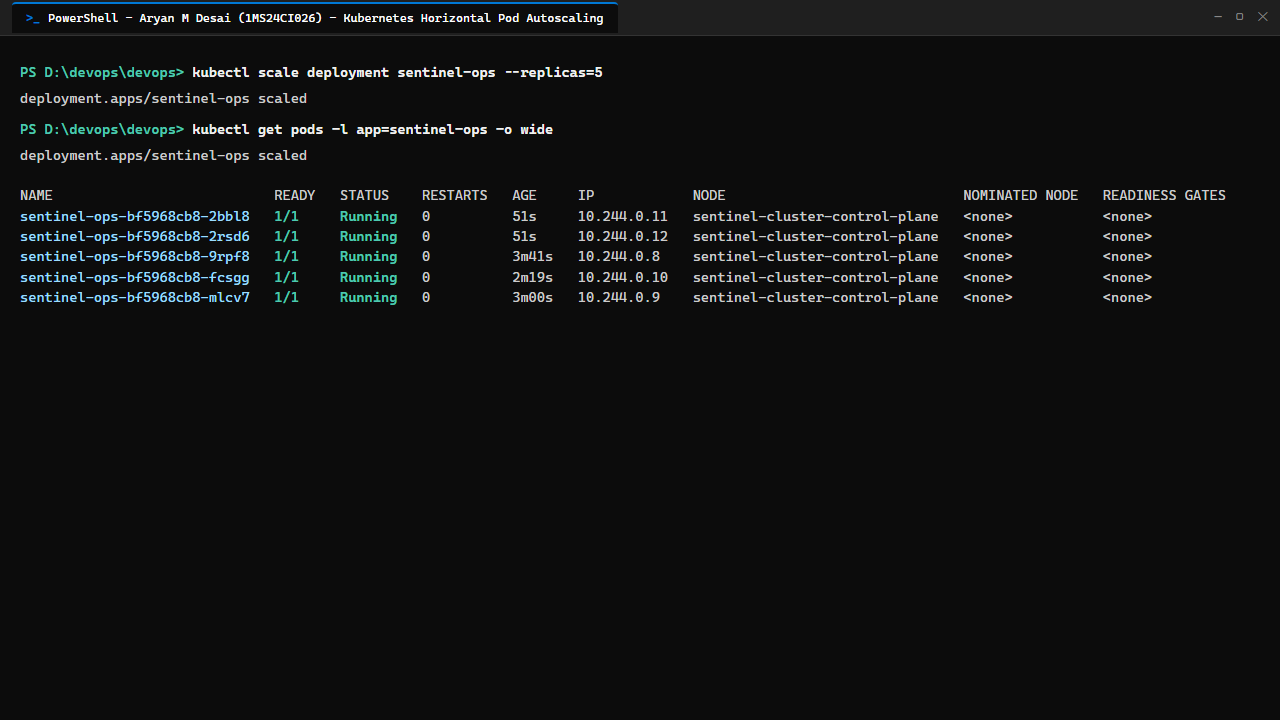 >_ PowerShell - Aryan M Desai (1MS24CI026) - Kubernetes Horizontal Pod Autoscaling
PS D:\devops\devops> kubectl scale deployment sentinel-ops --replicas=5
deployment.apps/sentinel-ops scaled
PS D:\devops\devops> kubectl get pods -l app=sentinel-ops -o wide
deployment.apps/sentinel-ops scaled
NAME READY STATUS RESTARTS AGE IP NODE NOMINATED NODE READINESS GATES
sentinel-ops-bf5968cb8-2bbl8 1/1 Running 0 51s 10.244.0.11 sentinel-cluster-control-plane <none> <none>
sentinel-ops-bf5968cb8-2rsd6 1/1 Running 0 51s 10.244.0.12 sentinel-cluster-control-plane <none> <none>
sentinel-ops-bf5968cb8-9rpf8 1/1 Running 0 3m41s 10.244.0.8 sentinel-cluster-control-plane <none> <none>
sentinel-ops-bf5968cb8-fcsgg 1/1 Running 0 2m19s 10.244.0.10 sentinel-cluster-control-plane <none> <none>
sentinel-ops-bf5968cb8-mlcv7 1/1 Running 0 3m00s 10.244.0.9 sentinel-cluster-control-plane <none> <none>